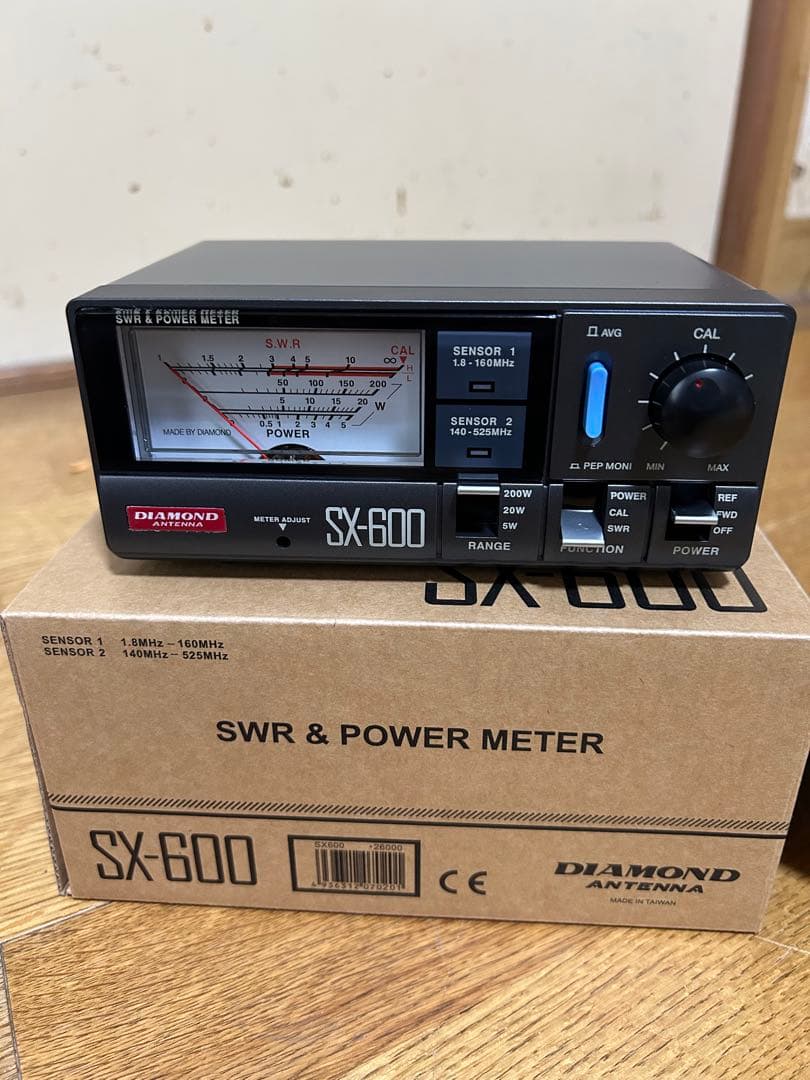 SWR & POWER METER
S.W.R
CAL
1 1.5 2 3 4 5 10 ∞
H
L
50 100 150 200
5 10 15 20
W
0.5 1 2 3 4 5
MADE BY DIAMOND
POWER
SENSOR 1
1.8 - 160MHz
SENSOR 2
140 - 525MHz
AVG
PEP MONI
CAL
MIN MAX
DIAMOND
ANTENNA
METER ADJUST
SX-600
200W
20W
5W
RANGE
POWER
CAL
SWR
FUNCTION
REF
FWD
OFF
POWER
SX-600
SENSOR 1 1.8MHz – 160MHz
SENSOR 2 140MHz – 525MHz
SWR & POWER METER
SX-600
SX600 +26000
4 936312 070201
CE
DIAMOND
ANTENNA
MADE IN TAIWAN